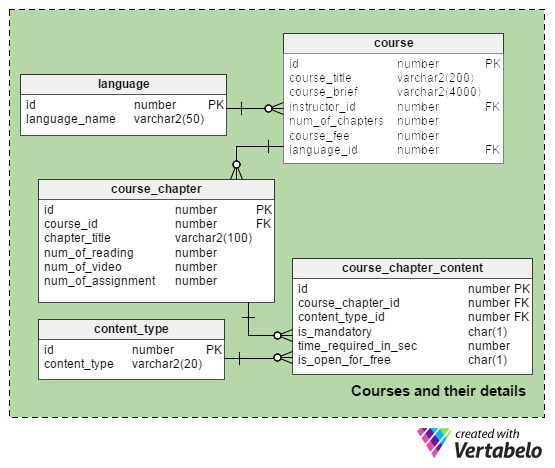 course
id number PK
course_title varchar2(200)
course_brief varchar2(4000)
instructor_id number FK
num_of_chapters number
course_fee number
language_id number FK
language
id number PK
language_name varchar2(50)
course_chapter
id number PK
course_id number FK
chapter_title varchar2(100)
num_of_reading number
num_of_video number
num_of_assignment number
course_chapter_content
id number PK
course_chapter_id number FK
content_type_id number FK
is_mandatory char(1)
time_required_in_sec number
is_open_for_free char(1)
content_type
id number PK
content_type varchar2(20)
Courses and their details
created with
Vertabelo